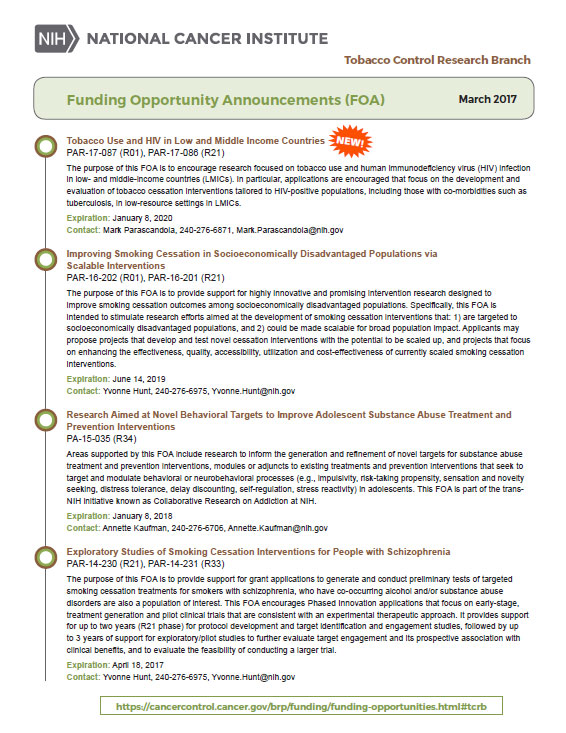 NIH NATIONAL CANCER INSTITUTE
Tobacco Control Research Branch
Funding Opportunity Announcements (FOA)
March 2017
Tobacco Use and HIV in Low and Middle Income Countries
NEW!
PAR-17-087 (R01), PAR-17-086 (R21)
The purpose of this FOA is to encourage research focused on tobacco use and human immunodeficiency virus (HIV) infection
in low- and middle-income countries (LMICs). In particular, applications are encouraged that focus on the development and
evaluation of tobacco cessation interventions tailored to HIV-positive populations, including those with co-morbidities such as
tuberculosis, in low-resource settings in LMICs.
Expiration: January 8, 2020
Contact: Mark Parascandola, 240-276-6871, Mark.Parascandola@nih.gov
Improving Smoking Cessation in Socioeconomically Disadvantaged Populations via
Scalable Interventions
PAR-16-202 (R01), PAR-16-201 (R21)
The purpose of this FOA is to provide support for highly innovative and promising intervention research designed to
improve smoking cessation outcomes among socioeconomically disadvantaged populations. Specifically, this FOA is
intended to stimulate research efforts aimed at the development of smoking cessation interventions that: 1) are targeted to
socioeconomically disadvantaged populations, and 2) could be made scalable for broad population impact. Applicants may
propose projects that develop and test novel cessation interventions with the potential to be scaled up, and projects that focus
on enhancing the effectiveness, quality, accessibility, utilization and cost-effectiveness of currently scaled smoking cessation
interventions.
Expiration: June 14, 2019
Contact: Yvonne Hunt, 240-276-6975, Yvonne.Hunt@nih.gov
Research Aimed at Novel Behavioral Targets to Improve Adolescent Substance Abuse Treatment and
Prevention Interventions
PA-15-035 (R34)
Areas supported by this FOA include research to inform the generation and refinement of novel targets for substance abuse
treatment and prevention interventions, modules or adjuncts to existing treatments and prevention interventions that seek to
target and modulate behavioral or neurobehavioral processes (e.g., impulsivity, risk-taking propensity, sensation and novelty
seeking, distress tolerance, delay discounting, self-regulation, stress reactivity) in adolescents. This FOA is part of the trans-
NIH initiative known as Collaborative Research on Addiction at NIH.
Expiration: January 8, 2018
Contact: Annette Kaufman, 240-276-6706, Annette.Kaufman@nih.gov
Exploratory Studies of Smoking Cessation Interventions for People with Schizophrenia
PAR-14-230 (R21), PAR-14-231 (R33)
The purpose of this FOA is to provide support for grant applications to generate and conduct preliminary tests of targeted
smoking cessation treatments for smokers with schizophrenia, who have co-occurring alcohol and/or substance abuse
disorders are also a population of interest. This FOA encourages Phased Innovation applications that focus on early-stage,
treatment generation and pilot clinical trials that are consistent with an experimental therapeutic approach. It provides support
for up to two years (R21 phase) for protocol development and target identification and engagement studies, followed by up
to 3 years of support for exploratory/pilot studies to further evaluate target engagement and its prospective association with
clinical benefits, and to evaluate the feasibility of conducting a larger trial.
Expiration: April 18, 2017
Contact: Yvonne Hunt, 240-276-6975, Yvonne.Hunt@nih.gov
https://cancercontrol.cancer.gov/brp/funding/funding-opportunities.html#tcrb